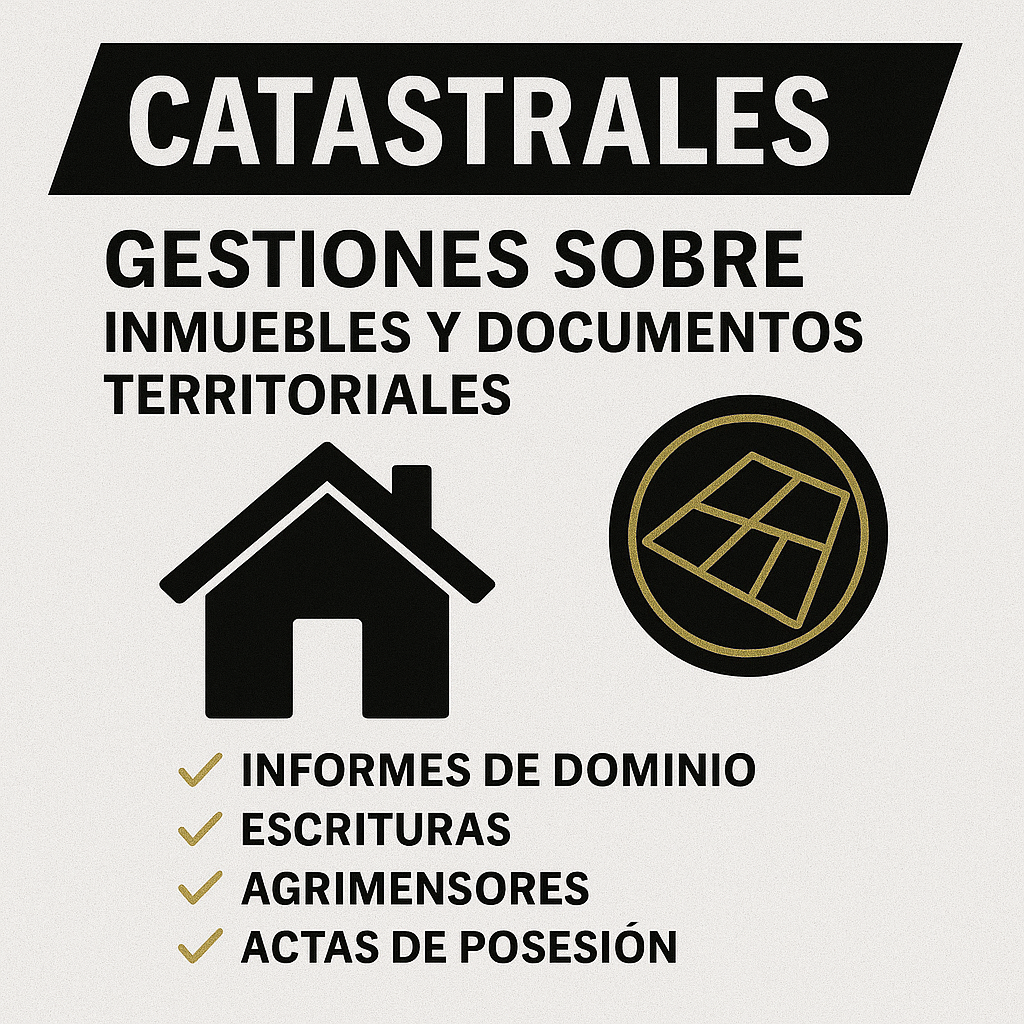 CATASTRALES
GESTIONES SOBRE
INMUEBLES Y DOCUMENTOS
TERRITORIALES
INFORMES DE DOMINIO
ESCRITURAS
AGRIMENSORES
ACTAS DE POSESIÓN